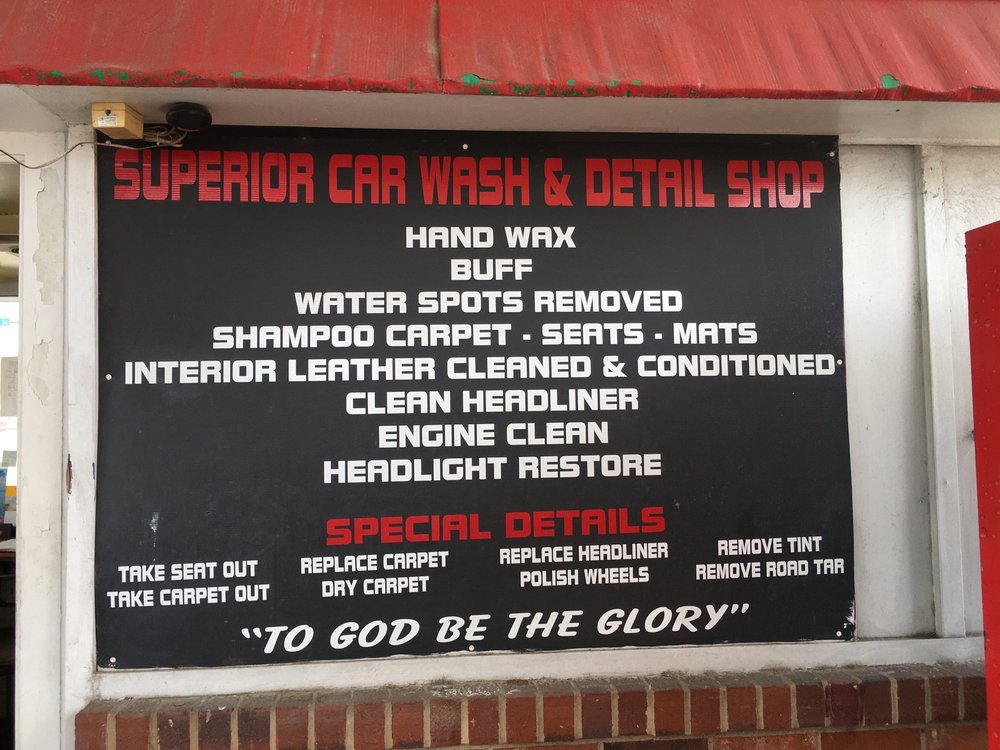 SUPERIOR CAR WASH & DETAIL SHOP
HAND WAX
BUFF
WATER SPOTS REMOVED
SHAMPOO CARPET - SEATS - MATS
INTERIOR LEATHER CLEANED & CONDITIONED
CLEAN HEADLINER
ENGINE CLEAN
HEADLIGHT RESTORE
SPECIAL DETAILS
TAKE SEAT OUT
TAKE CARPET OUT
REPLACE CARPET
DRY CARPET
REPLACE HEADLINER
POLISH WHEELS
REMOVE TINT
REMOVE ROAD TAR
"TO GOD BE THE GLORY"